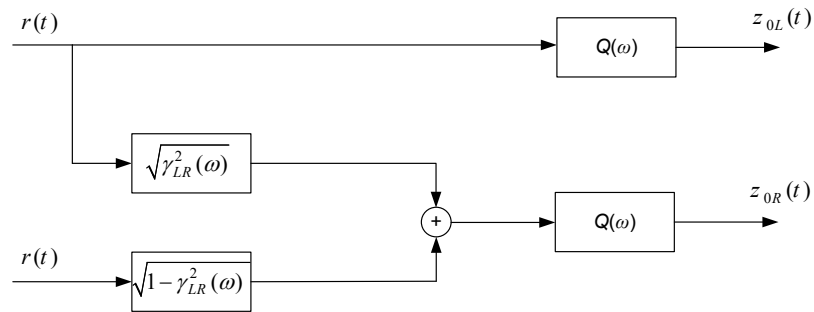 r(t)
Q(ω)
z_{0L}(t)
√(γ²_{LR}(ω))
+
Q(ω)
z_{0R}(t)
r(t)
√(1−γ²_{LR}(ω))